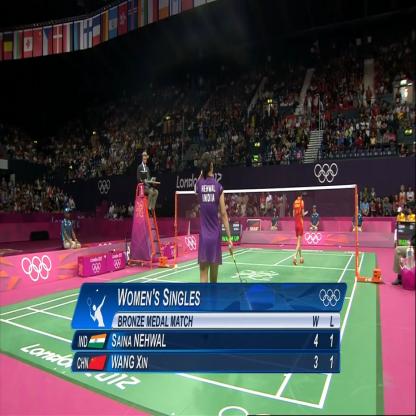 London
NEHWAL
INDIA
WOMEN'S SINGLES
BRONZE MEDAL MATCH W L
IND SAINA NEHWAL 4 1
CHN WANG XIN 3 1
London 2012